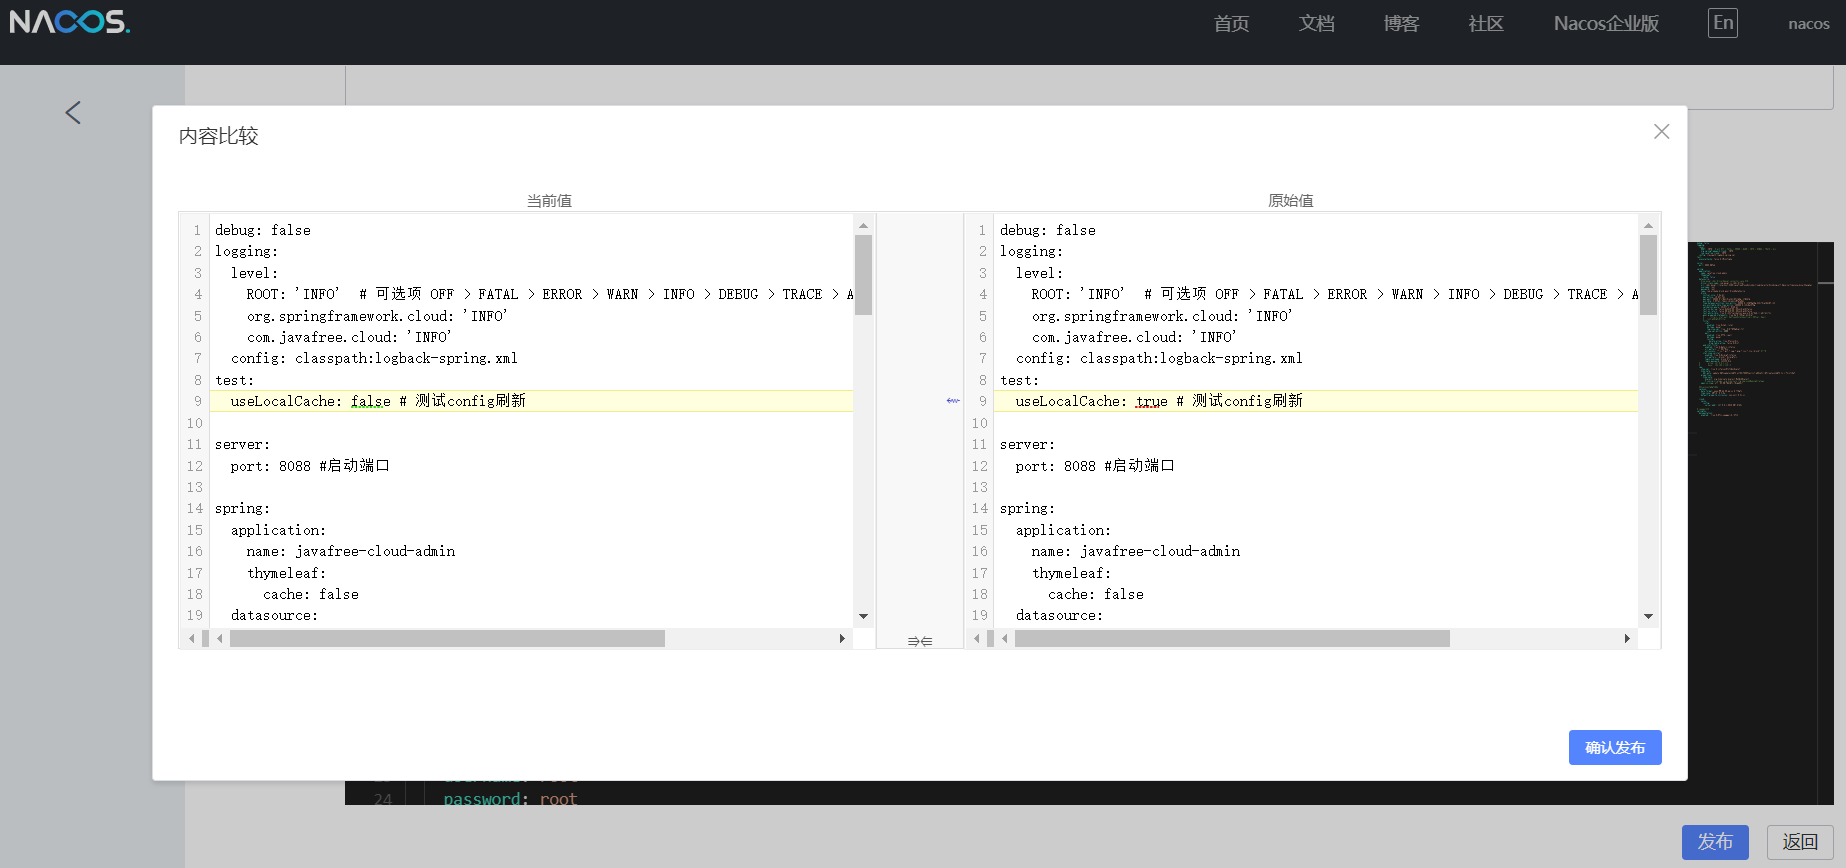 NACOS.
首页 文档 博客 社区 Nacos企业版 En nacos
内容比较
当前值
1 debug: false
2 logging:
3 level:
4 ROOT: 'INFO' # 可选项 OFF > FATAL > ERROR > WARN > INFO > DEBUG > TRACE > A
5 org.springframework.cloud: 'INFO'
6 com.javafree.cloud: 'INFO'
7 config: classpath:logback-spring.xml
8 test:
9 useLocalCache: false # 测试config刷新
10
11 server:
12 port: 8088 #启动端口
13
14 spring:
15 application:
16 name: javafree-cloud-admin
17 thymeleaf:
18 cache: false
19 datasource:
原始值
1 debug: false
2 logging:
3 level:
4 ROOT: 'INFO' # 可选项 OFF > FATAL > ERROR > WARN > INFO > DEBUG > TRACE > A
5 org.springframework.cloud: 'INFO'
6 com.javafree.cloud: 'INFO'
7 config: classpath:logback-spring.xml
8 test:
9 useLocalCache: true # 测试config刷新
10
11 server:
12 port: 8088 #启动端口
13
14 spring:
15 application:
16 name: javafree-cloud-admin
17 thymeleaf:
18 cache: false
19 datasource:
确认发布
24 password: root
发布 返回